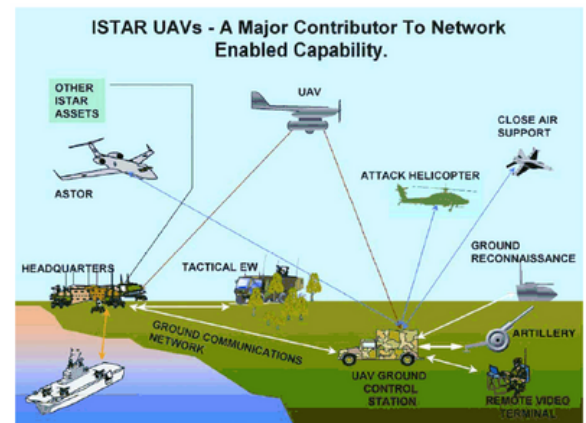 ISTAR UAVs - A Major Contributor To Network
Enabled Capability.
OTHER
ISTAR
ASSETS
UAV
CLOSE AIR
SUPPORT
ASTOR
ATTACK HELICOPTER
GROUND
RECONNAISSANCE
HEADQUARTERS
TACTICAL EW
GROUND COMMUNICATIONS
NETWORK
ARTILLERY
UAV GROUND
CONTROL
STATION
REMOTE VIDEO
TERMINAL